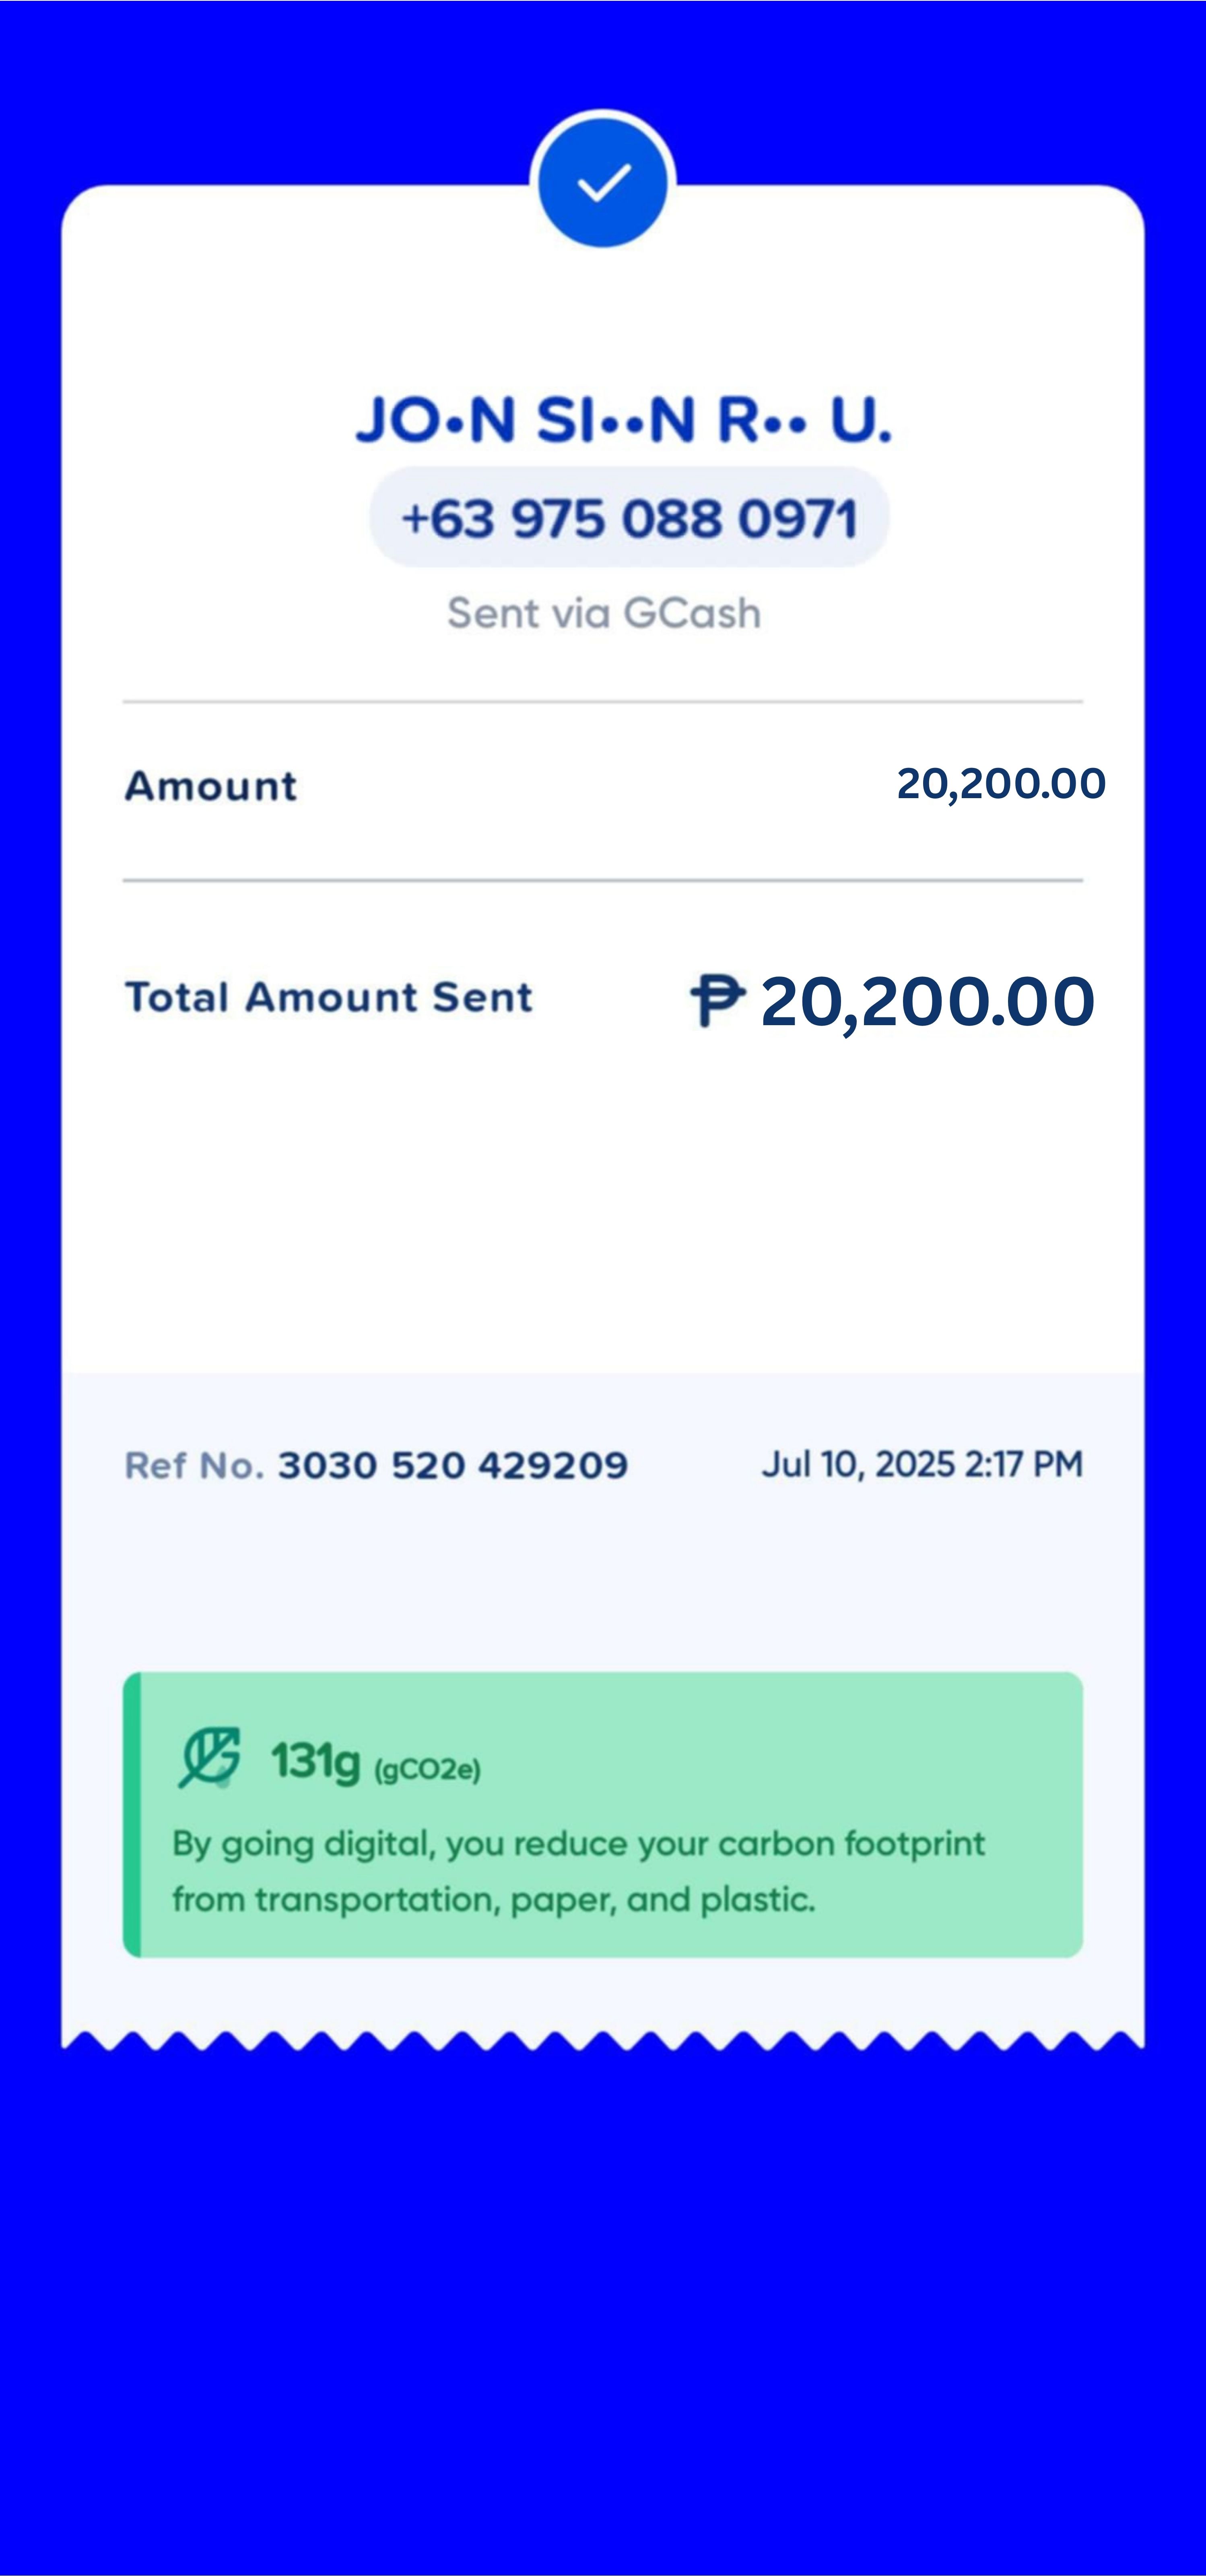 JO•N SI••N R•• U.
+63 975 088 0971
Sent via GCash
Amount 20,200.00
Total Amount Sent ₱ 20,200.00
Ref No. 3030 520 429209 Jul 10, 2025 2:17 PM
131g (gCO2e)
By going digital, you reduce your carbon footprint
from transportation, paper, and plastic.